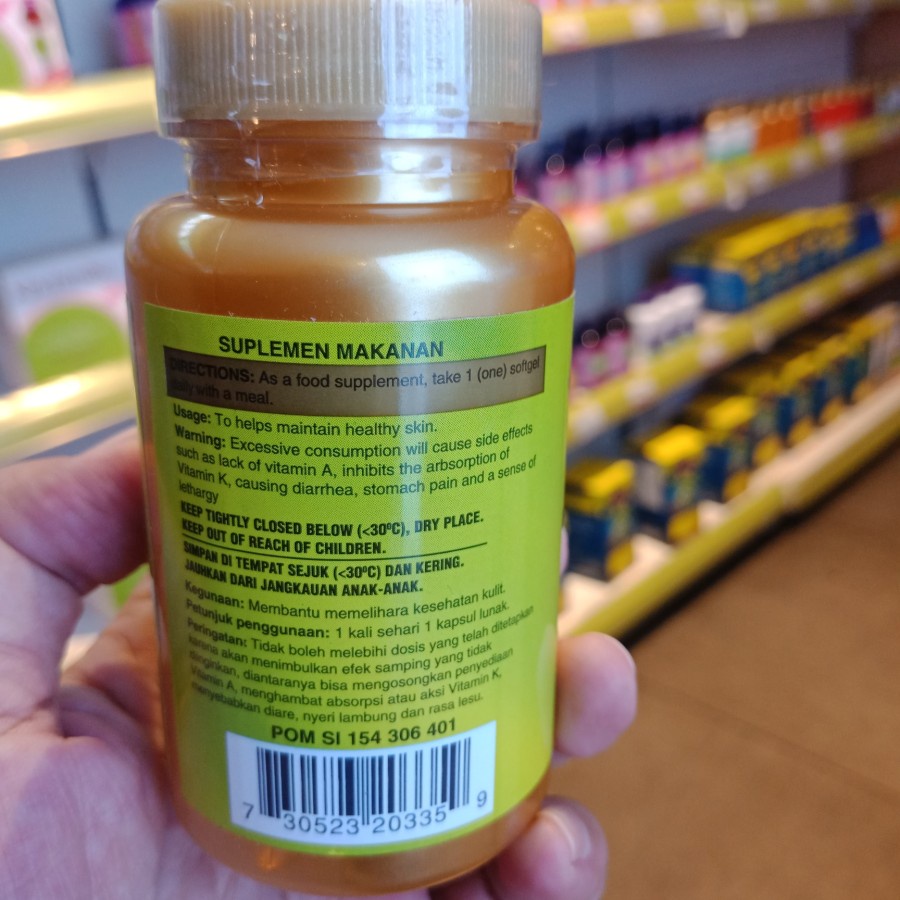 SUPLEMEN MAKANAN
DIRECTIONS: As a food supplement, take 1 (one) softgel
daily with a meal.
Usage: To helps maintain healthy skin.
Warning: Excessive consumption will cause side effects
such as lack of vitamin A, inhibits the arbsorption of
Vitamin K, causing diarrhea, stomach pain and a sense of
lethargy
KEEP TIGHTLY CLOSED BELOW (<30ºC), DRY PLACE.
KEEP OUT OF REACH OF CHILDREN.
SIMPAN DI TEMPAT SEJUK (<30ºC) DAN KERING.
JAUHKAN DARI JANGKAUAN ANAK-ANAK.
Kegunaan: Membantu memelihara kesehatan kulit.
Petunjuk penggunaan: 1 kali sehari 1 kapsul lunak.
Peringatan: Tidak boleh melebihi dosis yang telah ditetapkan
karena akan menimbulkan efek samping yang tidak
diinginkan, diantaranya bisa mengosongkan penyediaan
Vitamin A, menghambat absorpsi atau aksi Vitamin K,
menyebabkan diare, nyeri lambung dan rasa lesu.
POM SI 154 306 401
7 30523 20335 9